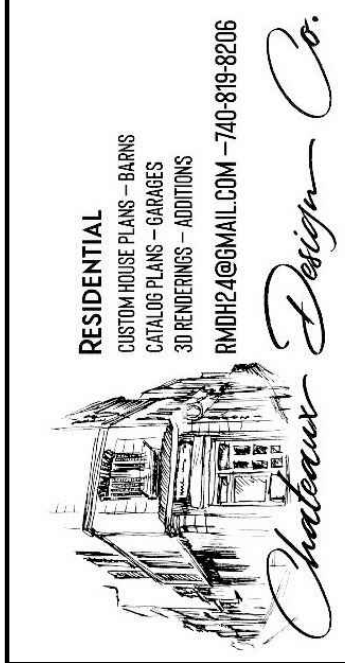 RESIDENTIAL
CUSTOM HOUSE PLANS – BARNS
CATALOG PLANS – GARAGES
3D RENDERINGS – ADDITIONS
RMDH24@GMAIL.COM –740-819-8206
Chateaux Design Co.